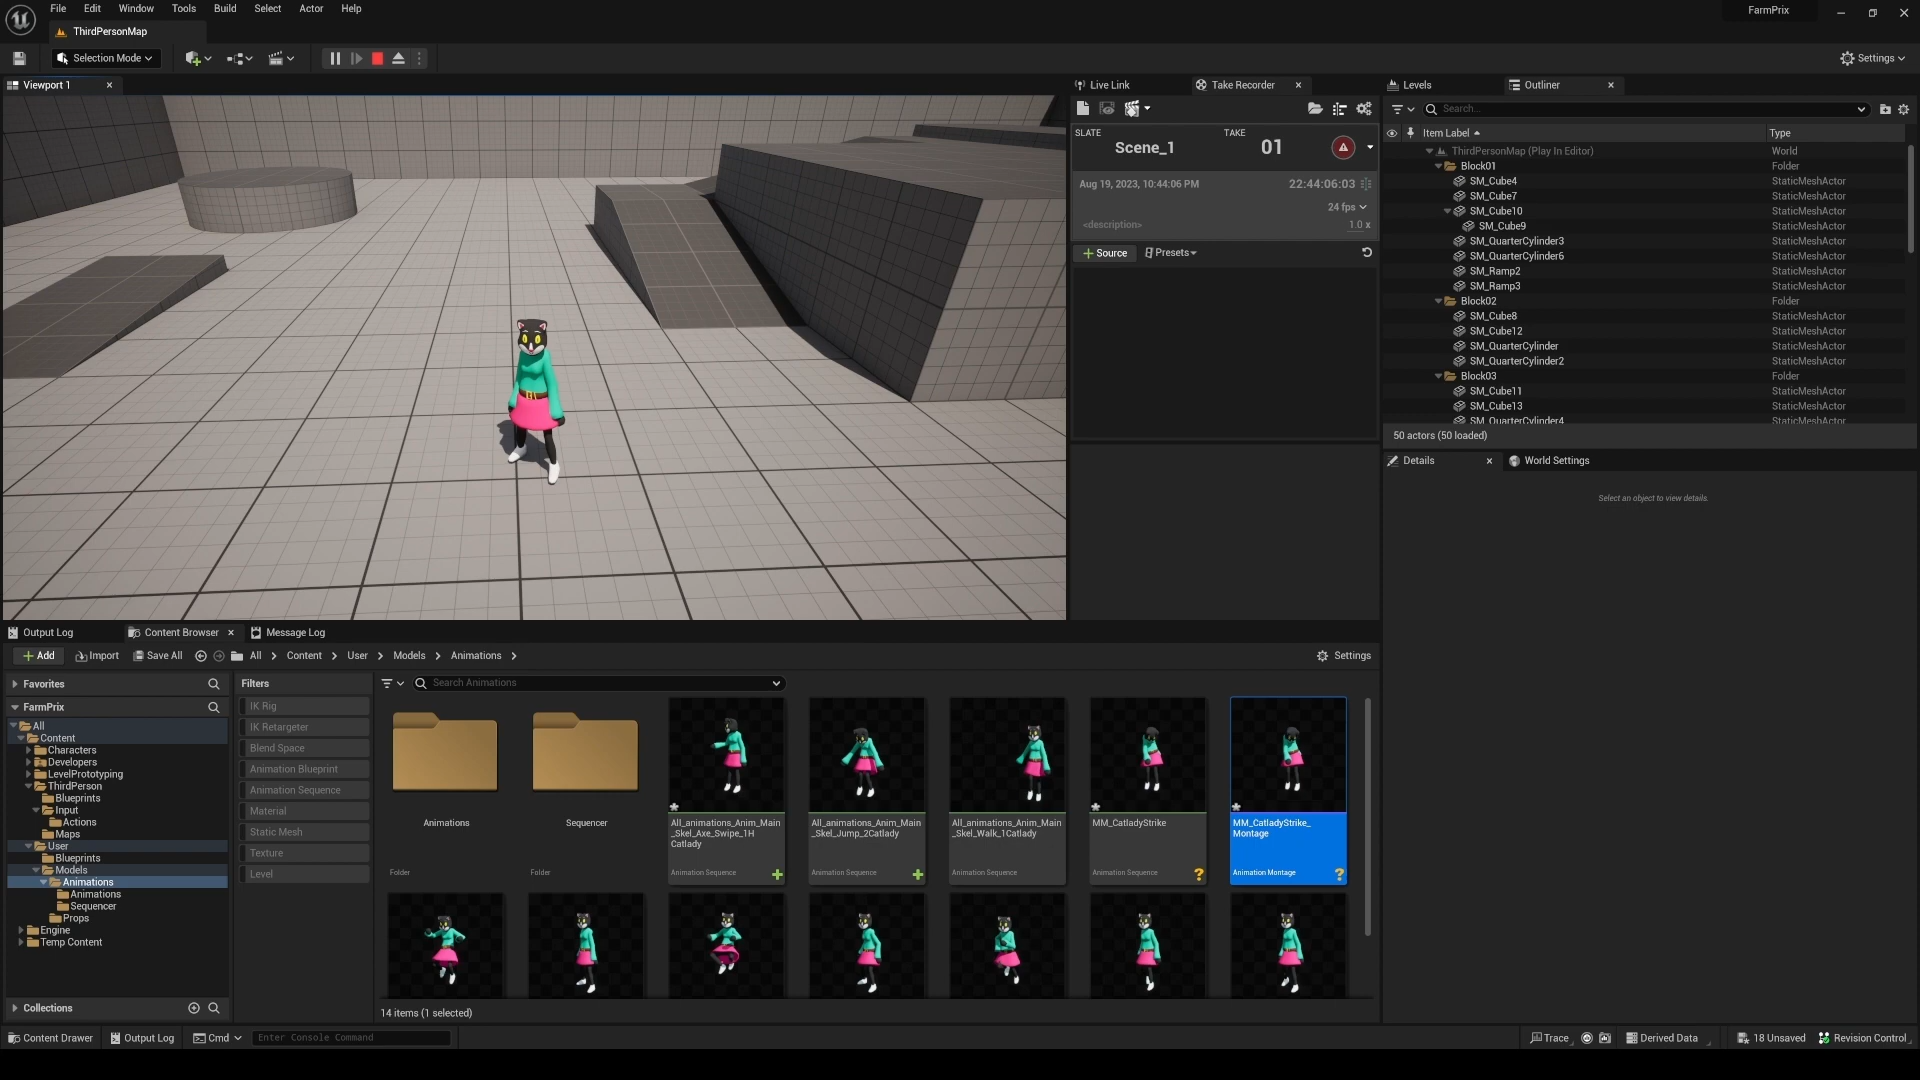 File Edit Window Tools Build Select Actor Help
FarmPrix
ThirdPersonMap
Selection Mode
Settings
Viewport 1
Live Link
Take Recorder
SLATE
TAKE
Scene_1
01
Aug 19, 2023, 10:44:06 PM
22:44:06:03
24 fps
<description>
1.0 x
+ Source
Presets
Levels
Outliner
Search...
Item Label
Type
ThirdPersonMap (Play In Editor) World
Block01 Folder
SM_Cube4 StaticMeshActor
SM_Cube7 StaticMeshActor
SM_Cube10 StaticMeshActor
SM_Cube9 StaticMeshActor
SM_QuarterCylinder3 StaticMeshActor
SM_QuarterCylinder6 StaticMeshActor
SM_Ramp2 StaticMeshActor
SM_Ramp3 StaticMeshActor
Block02 Folder
SM_Cube8 StaticMeshActor
SM_Cube12 StaticMeshActor
SM_QuarterCylinder StaticMeshActor
SM_QuarterCylinder2 StaticMeshActor
Block03 Folder
SM_Cube11 StaticMeshActor
SM_Cube13 StaticMeshActor
SM_QuarterCylinder4 StaticMeshActor
50 actors (50 loaded)
Details
World Settings
Select an object to view details.
Output Log
Content Browser
Message Log
+ Add
Import
Save All
All > Content > User > Models > Animations >
Settings
Favorites
FarmPrix
All
Content
Characters
Developers
LevelPrototyping
ThirdPerson
Blueprints
Input
Actions
Maps
User
Blueprints
Models
Animations
Animations
Sequencer
Props
Engine
Temp Content
Collections
Filters
IK Rig
IK Retargeter
Blend Space
Animation Blueprint
Animation Sequence
Material
Static Mesh
Texture
Level
Search Animations
Animations
Folder
Sequencer
Folder
All_animations_Anim_Main
_Skel_Axe_Swipe_1H
Catlady
Animation Sequence
All_animations_Anim_Main
_Skel_Jump_2Catlady
Animation Sequence
All_animations_Anim_Main
_Skel_Walk_1Catlady
Animation Sequence
MM_CatladyStrike
Animation Sequence
MM_CatladyStrike_
Montage
Animation Montage
14 items (1 selected)
Content Drawer
Output Log
Cmd
Enter Console Command
Trace
Derived Data
18 Unsaved
Revision Control